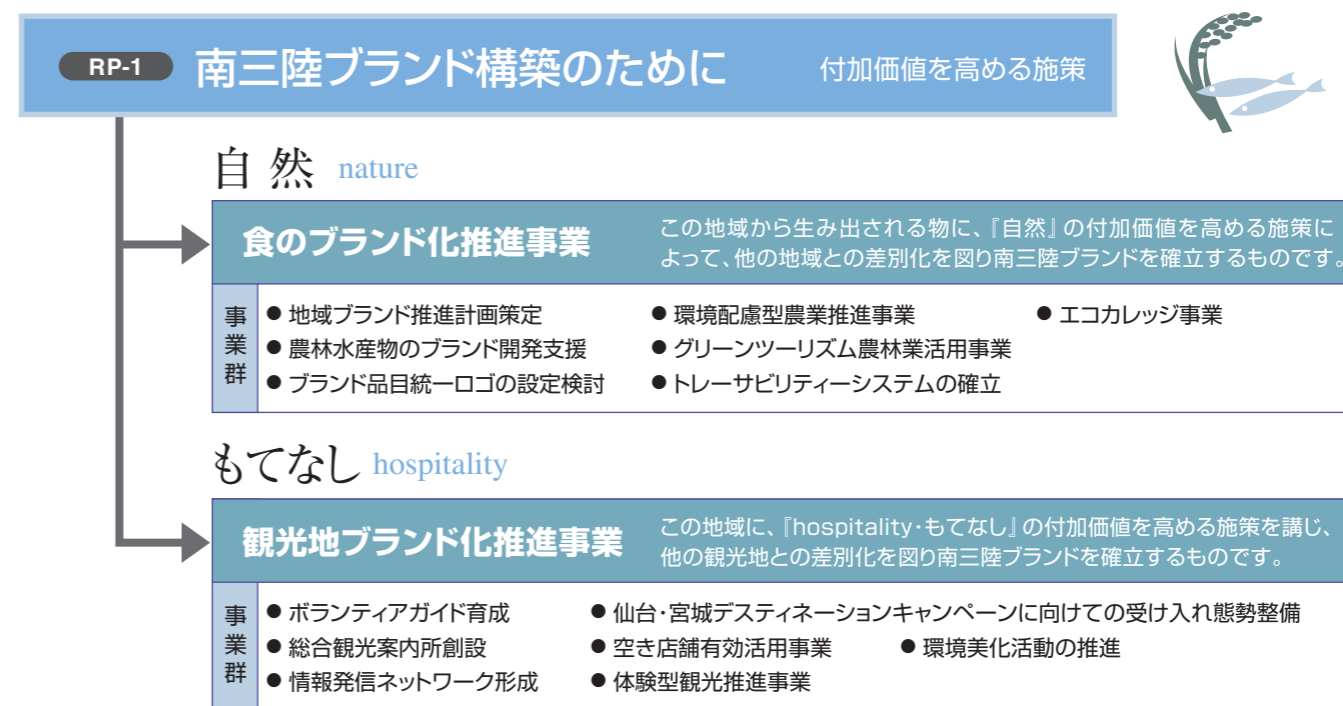 RP-1 南三陸ブランド構築のために 付加価値を高める施策
自然 nature
食のブランド化推進事業
この地域から生み出される物に、『自然』の付加価値を高める施策に
よって、他の地域との差別化を図り南三陸ブランドを確立するものです。
事業群
● 地域ブランド推進計画策定 ● 環境配慮型農業推進事業 ● エコカレッジ事業
● 農林水産物のブランド開発支援 ● グリーンツーリズム農林業活用事業
● ブランド品目統一ロゴの設定検討 ● トレーサビリティーシステムの確立
もてなし hospitality
観光地ブランド化推進事業
この地域に、『hospitality・もてなし』の付加価値を高める施策を講じ、
他の観光地との差別化を図り南三陸ブランドを確立するものです。
事業群
● ボランティアガイド育成 ● 仙台・宮城デスティネーションキャンペーンに向けての受け入れ態勢整備
● 総合観光案内所創設 ● 空き店舗有効活用事業 ● 環境美化活動の推進
● 情報発信ネットワーク形成 ● 体験型観光推進事業